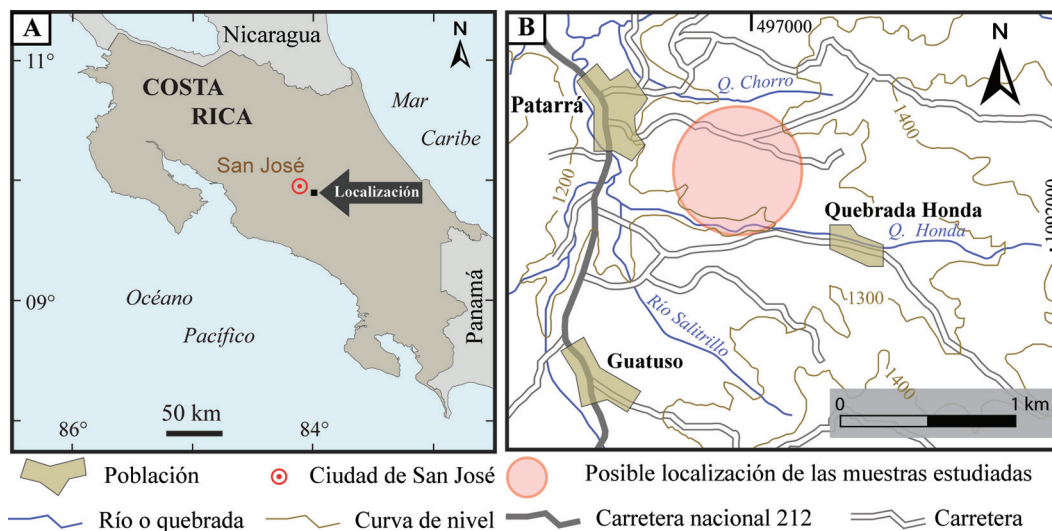 A
Nicaragua
N
11°
COSTA
RICA
Mar
Caribe
San José
Localización
Océano
Pacífico
09°
Panamá
50 km
86°
84°
B
497000
N
Q. Chorro
Patarrá
1400
1200
Quebrada Honda
Q. Honda
1092000
1300
Río Salitrillo
Guatuso
1400
0
1 km
Población
Ciudad de San José
Posible localización de las muestras estudiadas
Río o quebrada
Curva de nivel
Carretera nacional 212
Carretera